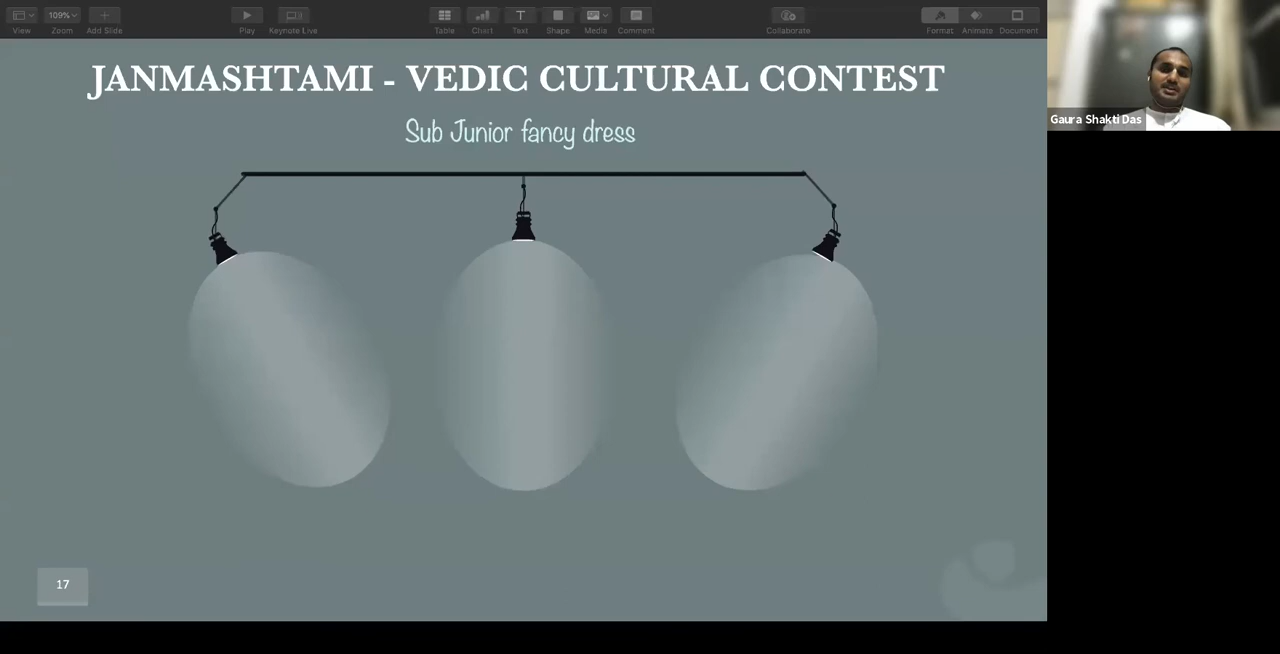 109%
View
Zoom
Add Slide
Play
Keynote Live
Table
Chart
Text
Shape
Media
Comment
Collaborate
Format
Animate
Document
JANMASHTAMI - VEDIC CULTURAL CONTEST
Sub Junior fancy dress
Gaura Shakti Das
17